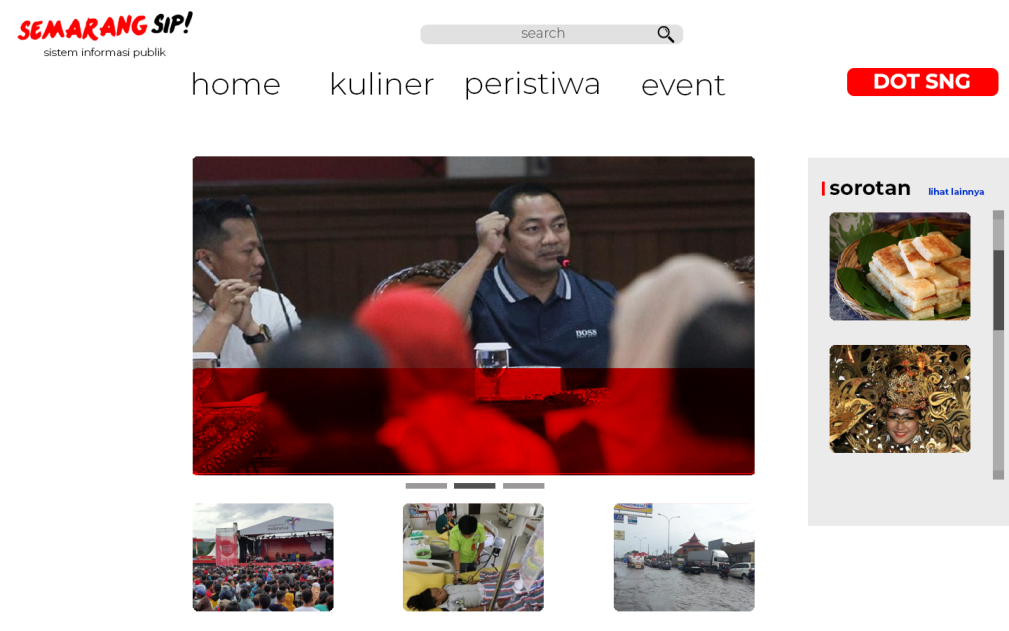 SEMARANG SIP!
sistem informasi publik
search
home kuliner peristiwa event
DOT SNG
sorotan lihat lainnya
BOSS